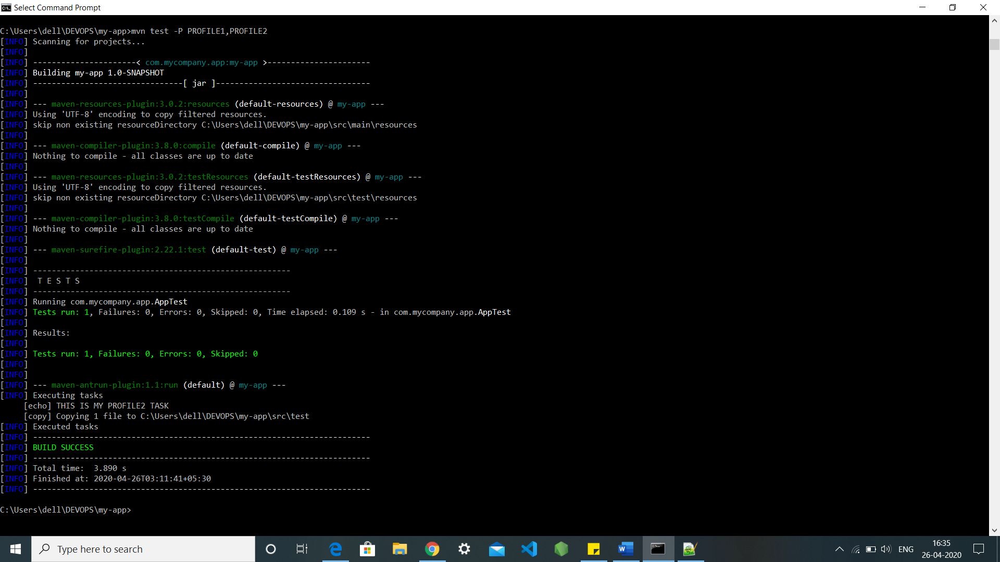 Select Command Prompt
C:\Users\dell\DEVOPS\my-app>mvn test -P PROFILE1,PROFILE2
[INFO] Scanning for projects...
[INFO]
[INFO] ----------------------< com.mycompany.app:my-app >----------------------
[INFO] Building my-app 1.0-SNAPSHOT
[INFO] --------------------------------[ jar ]---------------------------------
[INFO]
[INFO] --- maven-resources-plugin:3.0.2:resources (default-resources) @ my-app ---
[INFO] Using 'UTF-8' encoding to copy filtered resources.
[INFO] skip non existing resourceDirectory C:\Users\dell\DEVOPS\my-app\src\main\resources
[INFO]
[INFO] --- maven-compiler-plugin:3.8.0:compile (default-compile) @ my-app ---
[INFO] Nothing to compile - all classes are up to date
[INFO]
[INFO] --- maven-resources-plugin:3.0.2:testResources (default-testResources) @ my-app ---
[INFO] Using 'UTF-8' encoding to copy filtered resources.
[INFO] skip non existing resourceDirectory C:\Users\dell\DEVOPS\my-app\src\test\resources
[INFO]
[INFO] --- maven-compiler-plugin:3.8.0:testCompile (default-testCompile) @ my-app ---
[INFO] Nothing to compile - all classes are up to date
[INFO]
[INFO] --- maven-surefire-plugin:2.22.1:test (default-test) @ my-app ---
[INFO]
[INFO] -------------------------------------------------------
[INFO]  T E S T S
[INFO] -------------------------------------------------------
[INFO] Running com.mycompany.app.AppTest
[INFO] Tests run: 1, Failures: 0, Errors: 0, Skipped: 0, Time elapsed: 0.109 s - in com.mycompany.app.AppTest
[INFO]
[INFO] Results:
[INFO]
[INFO] Tests run: 1, Failures: 0, Errors: 0, Skipped: 0
[INFO]
[INFO]
[INFO] --- maven-antrun-plugin:1.1:run (default) @ my-app ---
[INFO] Executing tasks
     [echo] THIS IS MY PROFILE2 TASK
     [copy] Copying 1 file to C:\Users\dell\DEVOPS\my-app\src\test
[INFO] Executed tasks
[INFO] ------------------------------------------------------------------------
[INFO] BUILD SUCCESS
[INFO] ------------------------------------------------------------------------
[INFO] Total time:  3.890 s
[INFO] Finished at: 2020-04-26T03:11:41+05:30
[INFO] ------------------------------------------------------------------------
C:\Users\dell\DEVOPS\my-app>
Type here to search
ENG
16:35
26-04-2020